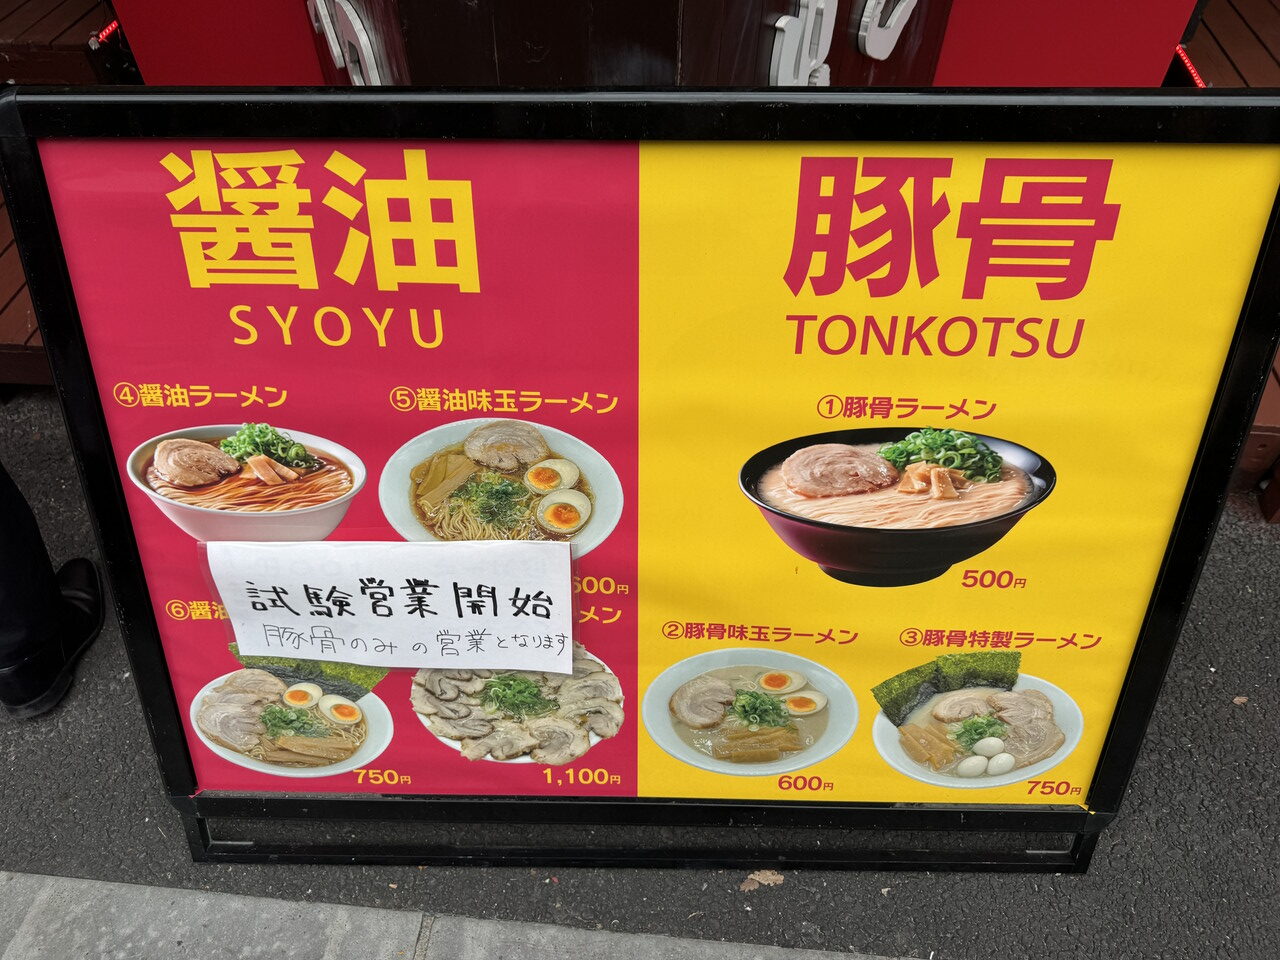 醤油
SYOYU
④醤油ラーメン
⑤醤油味玉ラーメン
600円
試験営業開始
豚骨のみの営業となります
⑥醤油
メン
750円
1,100円
豚骨
TONKOTSU
①豚骨ラーメン
500円
②豚骨味玉ラーメン
③豚骨特製ラーメン
600円
750円